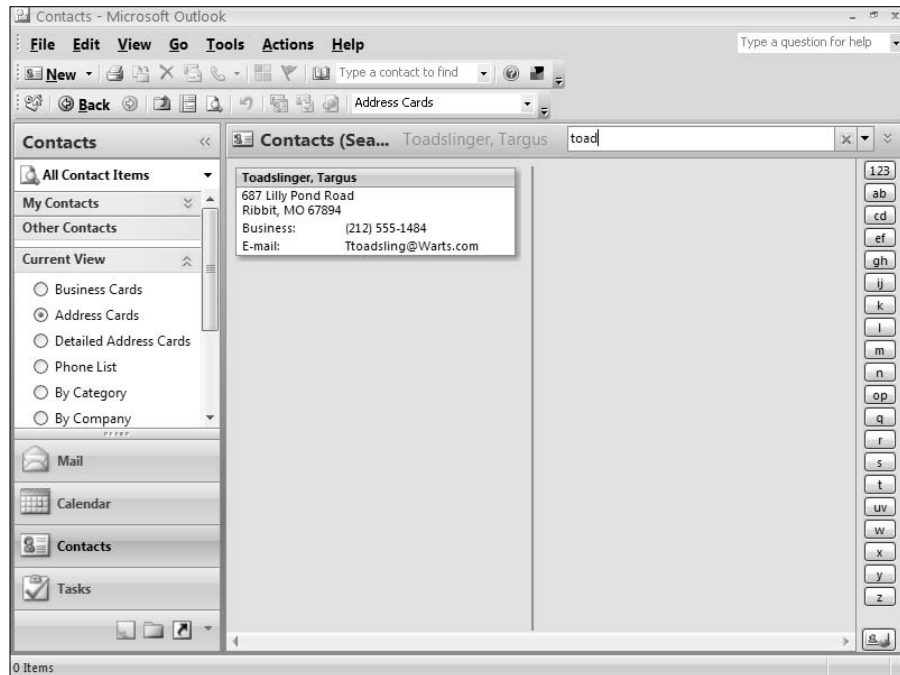 Contacts - Microsoft Outlook
File Edit View Go Tools Actions Help
Type a question for help
New
Type a contact to find
Back
Address Cards
Contacts
Contacts (Sea... Toadslinger, Targus
toad
All Contact Items
My Contacts
Other Contacts
Current View
Business Cards
Address Cards
Detailed Address Cards
Phone List
By Category
By Company
Mail
Calendar
Contacts
Tasks
Toadslinger, Targus
687 Lilly Pond Road
Ribbit, MO 67894
Business: (212) 555-1484
E-mail: Ttoadsling@Warts.com
123
ab
cd
ef
gh
ij
k
l
m
n
op
q
r
s
t
uv
w
x
y
z
0 Items